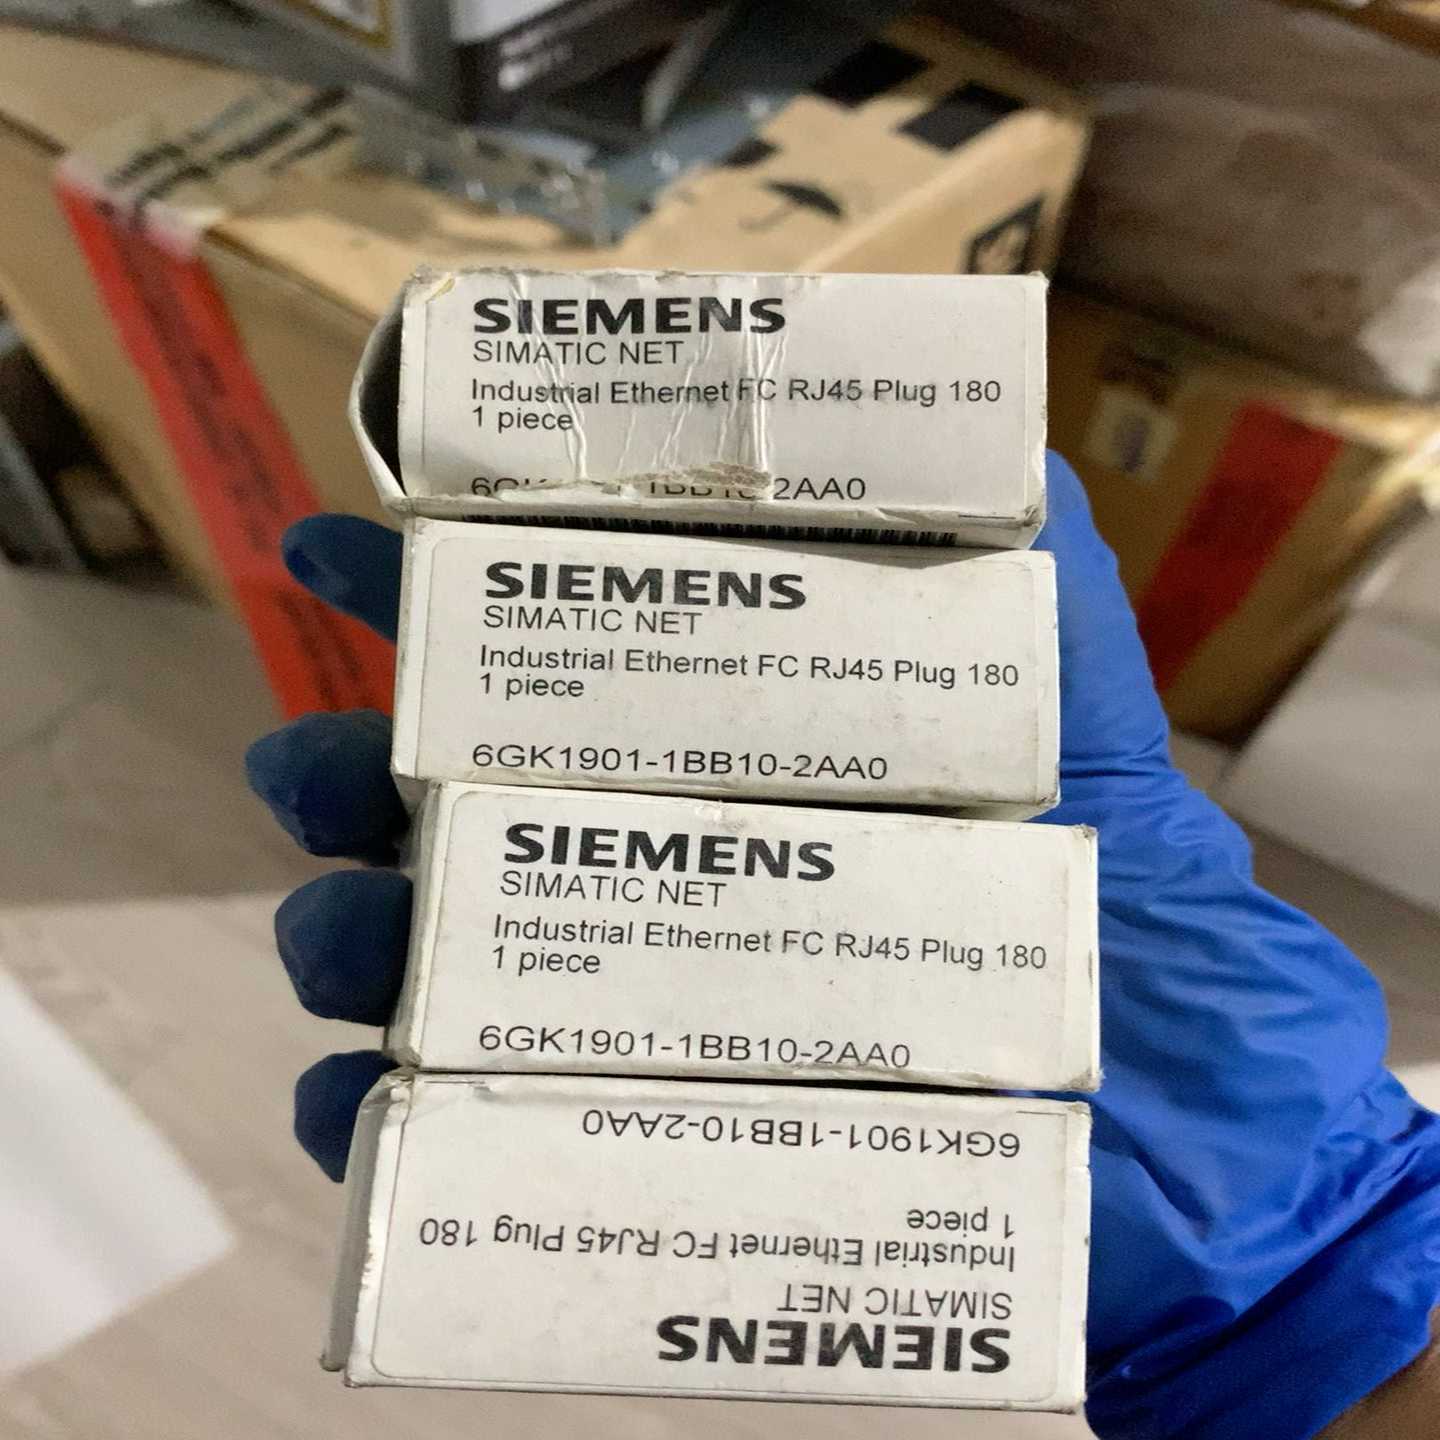 SIEMENS
SIMATIC NET
Industrial Ethernet FC RJ45 Plug 180
1 piece
2AA0
SIEMENS
SIMATIC NET
Industrial Ethernet FC RJ45 Plug 180
1 piece
6GK1901-1BB10-2AA0
SIEMENS
SIMATIC NET
Industrial Ethernet FC RJ45 Plug 180
1 piece
6GK1901-1BB10-2AA0
SIEMENS
SIMATIC NET
Industrial Ethernet FC RJ45 Plug 180
1 piece
6GK1901-1BB10-2AA0